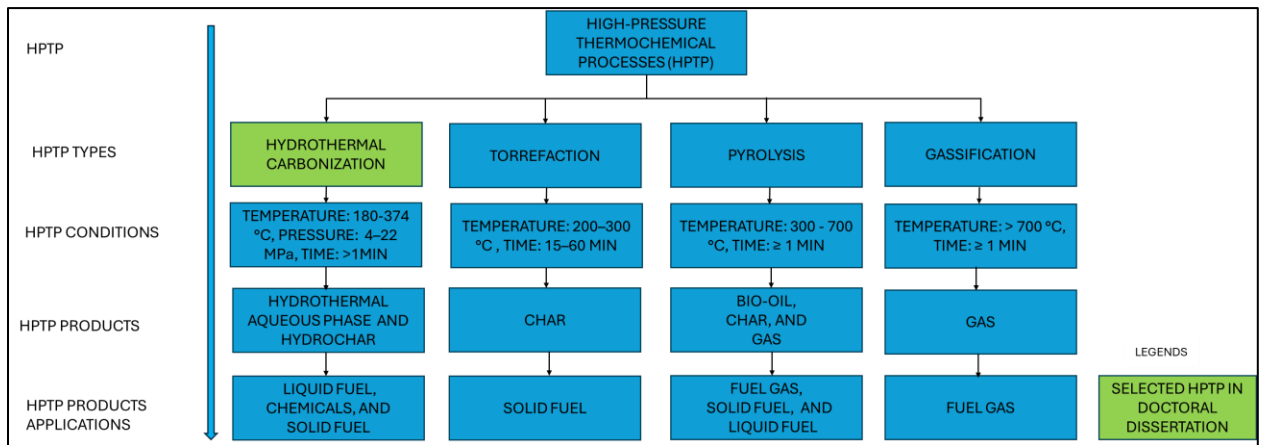 HPTP
HIGH-PRESSURE
THERMOCHEMICAL
PROCESSES (HPTP)
HPTP TYPES
HYDROTHERMAL
CARBONIZATION
TORREFACTION
PYROLYSIS
GASSIFICATION
HPTP CONDITIONS
TEMPERATURE: 180-374
°C, PRESSURE: 4–22
MPa, TIME: >1MIN
TEMPERATURE: 200–300
°C , TIME: 15–60 MIN
TEMPERATURE: 300 - 700
°C, TIME: ≥ 1 MIN
TEMPERATURE: > 700 °C,
TIME: ≥ 1 MIN
HPTP PRODUCTS
HYDROTHERMAL
AQUEOUS PHASE AND
HYDROCHAR
CHAR
BIO-OIL,
CHAR, AND
GAS
GAS
HPTP PRODUCTS
APPLICATIONS
LIQUID FUEL,
CHEMICALS, AND
SOLID FUEL
SOLID FUEL
FUEL GAS,
SOLID FUEL, AND
LIQUID FUEL
FUEL GAS
LEGENDS
SELECTED HPTP IN
DOCTORAL
DISSERTATION